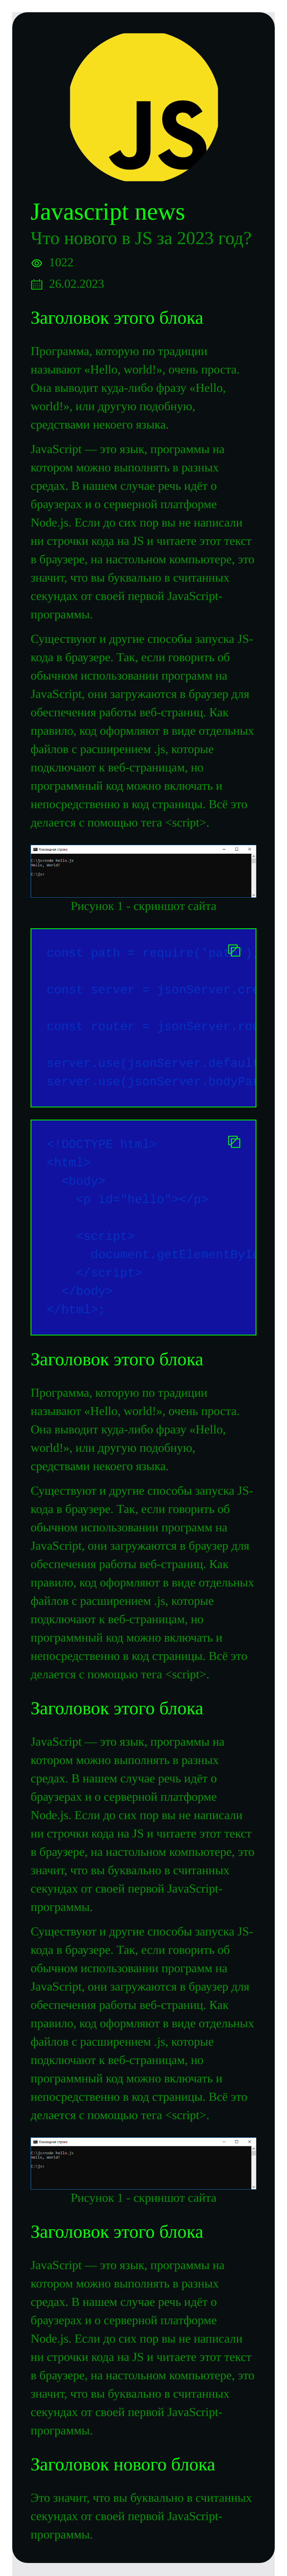 JS
Javascript news
Что нового в JS за 2023 год?
1022
26.02.2023
Заголовок этого блока
Программа, которую по традиции
называют «Hello, world!», очень проста.
Она выводит куда-либо фразу «Hello,
world!», или другую подобную,
средствами некоего языка.
JavaScript — это язык, программы на
котором можно выполнять в разных
средах. В нашем случае речь идёт о
браузерах и о серверной платформе
Node.js. Если до сих пор вы не написали
ни строчки кода на JS и читаете этот текст
в браузере, на настольном компьютере, это
значит, что вы буквально в считанных
секундах от своей первой JavaScript-
программы.
Существуют и другие способы запуска JS-
кода в браузере. Так, если говорить об
обычном использовании программ на
JavaScript, они загружаются в браузер для
обеспечения работы веб-страниц. Как
правило, код оформляют в виде отдельных
файлов с расширением .js, которые
подключают к веб-страницам, но
программный код можно включать и
непосредственно в код страницы. Всё это
делается с помощью тега <script>.
Командная строка
C:\js>node hello.js
Hello, World!
C:\js>
Рисунок 1 - скриншот сайта
const path = require('pa
const server = jsonServer.cre
const router = jsonServer.rou
server.use(jsonServer.default
server.use(jsonServer.bodyPa
<!DOCTYPE html>
<html>
<body>
<p id="hello"></p>
<script>
document.getElementById
</script>
</body>
</html>;
Заголовок этого блока
Программа, которую по традиции
называют «Hello, world!», очень проста.
Она выводит куда-либо фразу «Hello,
world!», или другую подобную,
средствами некоего языка.
Существуют и другие способы запуска JS-
кода в браузере. Так, если говорить об
обычном использовании программ на
JavaScript, они загружаются в браузер для
обеспечения работы веб-страниц. Как
правило, код оформляют в виде отдельных
файлов с расширением .js, которые
подключают к веб-страницам, но
программный код можно включать и
непосредственно в код страницы. Всё это
делается с помощью тега <script>.
Заголовок этого блока
JavaScript — это язык, программы на
котором можно выполнять в разных
средах. В нашем случае речь идёт о
браузерах и о серверной платформе
Node.js. Если до сих пор вы не написали
ни строчки кода на JS и читаете этот текст
в браузере, на настольном компьютере, это
значит, что вы буквально в считанных
секундах от своей первой JavaScript-
программы.
Существуют и другие способы запуска JS-
кода в браузере. Так, если говорить об
обычном использовании программ на
JavaScript, они загружаются в браузер для
обеспечения работы веб-страниц. Как
правило, код оформляют в виде отдельных
файлов с расширением .js, которые
подключают к веб-страницам, но
программный код можно включать и
непосредственно в код страницы. Всё это
делается с помощью тега <script>.
Командная строка
C:\js>node hello.js
Hello, World!
C:\js>
Рисунок 1 - скриншот сайта
Заголовок этого блока
JavaScript — это язык, программы на
котором можно выполнять в разных
средах. В нашем случае речь идёт о
браузерах и о серверной платформе
Node.js. Если до сих пор вы не написали
ни строчки кода на JS и читаете этот текст
в браузере, на настольном компьютере, это
значит, что вы буквально в считанных
секундах от своей первой JavaScript-
программы.
Заголовок нового блока
Это значит, что вы буквально в считанных
секундах от своей первой JavaScript-
программы.